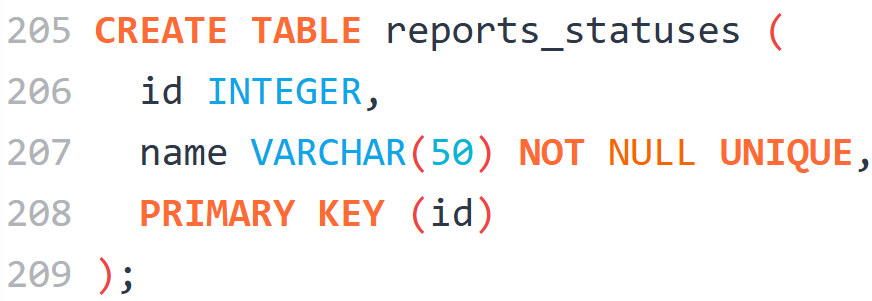 205 CREATE TABLE reports_statuses (
206 id INTEGER,
207 name VARCHAR(50) NOT NULL UNIQUE,
208 PRIMARY KEY (id)
209 );